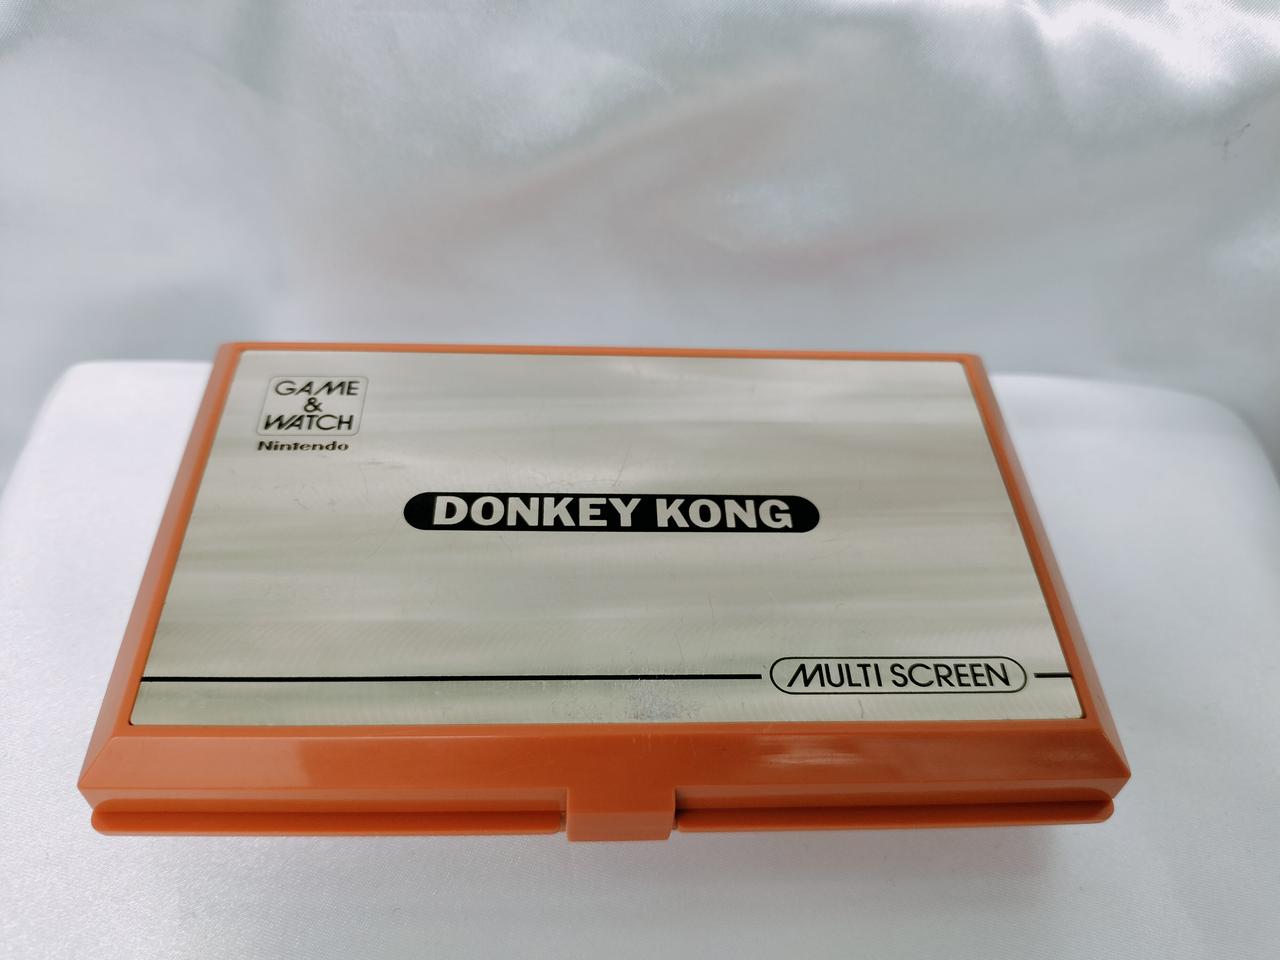 GAME
&
WATCH
Nintendo
DONKEY KONG
MULTI SCREEN